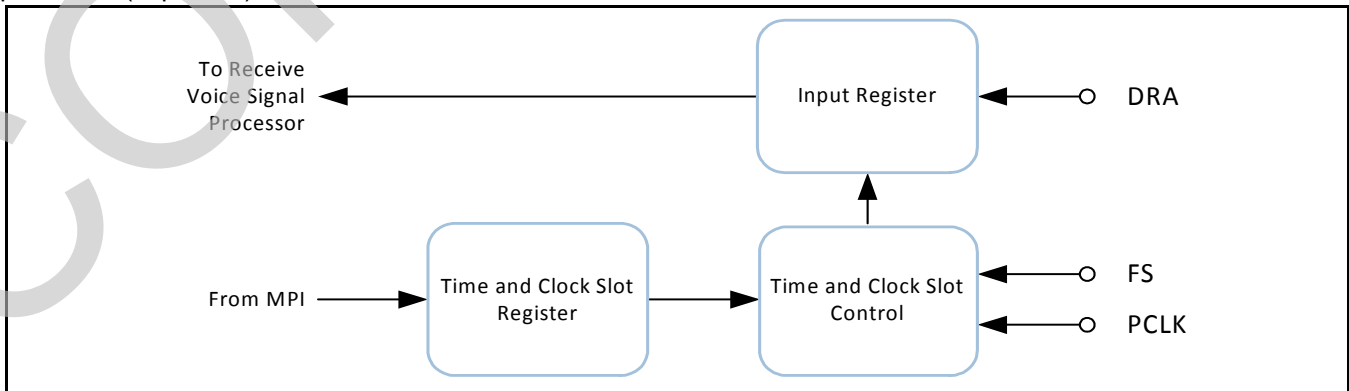 To Receive
Voice Signal
Processor
Input Register
DRA
From MPI
Time and Clock Slot
Register
Time and Clock Slot
Control
FS
PCLK